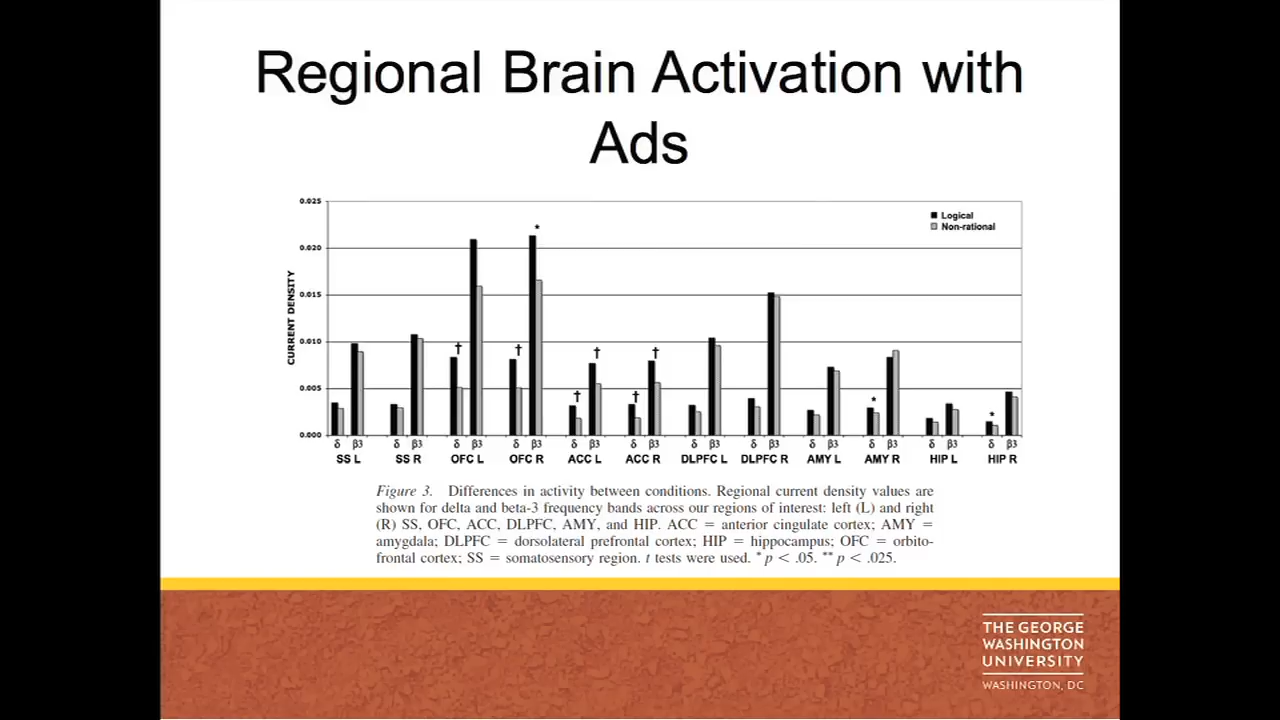 Regional Brain Activation with
Ads
0.025
0.020
0.015
0.010
0.005
0.000
CURRENT DENSITY
Logical
Non-rational
*
†
†
†
†
†
†
*
*
δ β3 δ β3 δ β3 δ β3 δ β3 δ β3 δ β3 δ β3 δ β3 δ β3 δ β3 δ β3
SS L SS R OFC L OFC R ACC L ACC R DLPFC L DLPFC R AMY L AMY R HIP L HIP R
Figure 3. Differences in activity between conditions. Regional current density values are
shown for delta and beta-3 frequency bands across our regions of interest: left (L) and right
(R) SS, OFC, ACC, DLPFC, AMY, and HIP. ACC = anterior cingulate cortex; AMY =
amygdala; DLPFC = dorsolateral prefrontal cortex; HIP = hippocampus; OFC = orbito-
frontal cortex; SS = somatosensory region. t tests were used. * p < .05. ** p < .025.
THE GEORGE
WASHINGTON
UNIVERSITY
WASHINGTON, DC